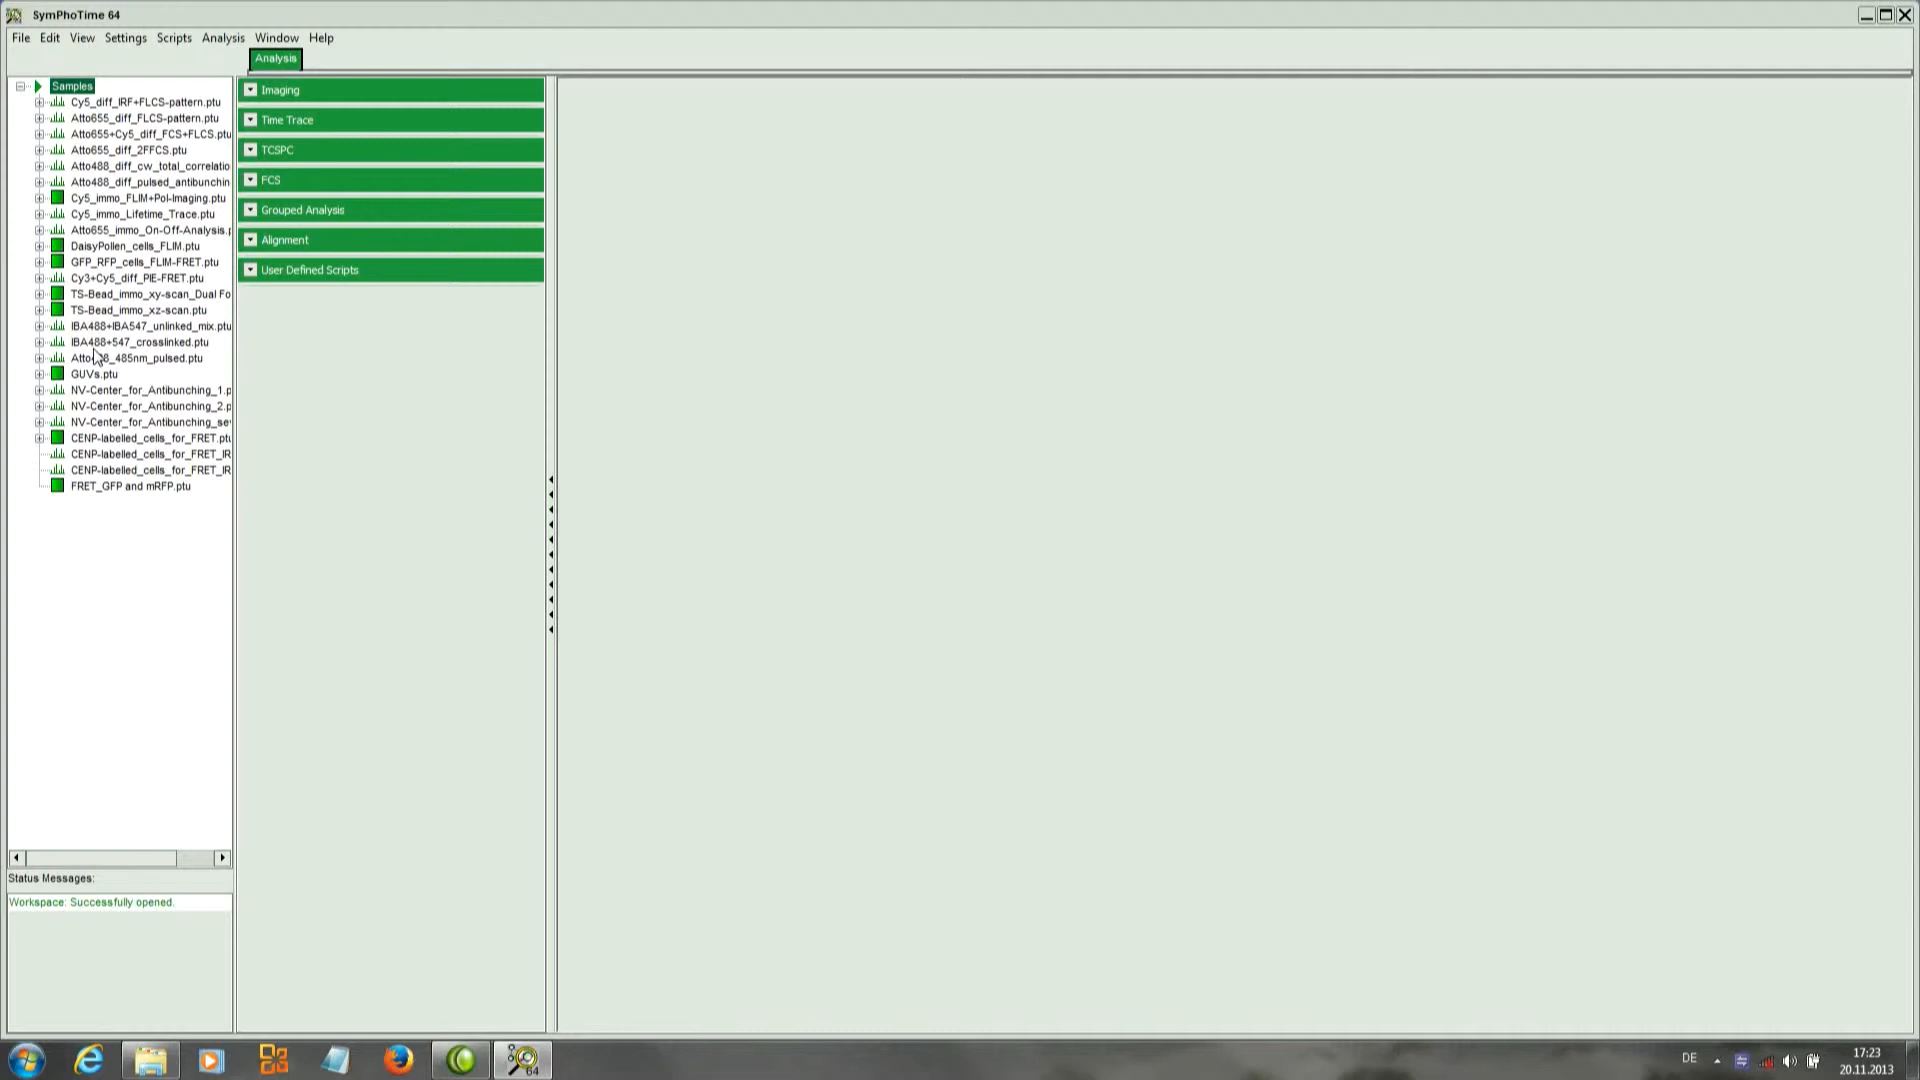 SymPhoTime 64
File Edit View Settings Scripts Analysis Window Help
Analysis
Samples
Cy5_diff_IRF+FLCS-pattern.ptu
Atto655_diff_FLCS-pattern.ptu
Atto655+Cy5_diff_FCS+FLCS.ptu
Atto655_diff_2FFCS.ptu
Atto488_diff_cw_total_correlatio
Atto488_diff_pulsed_antibunchin
Cy5_immo_FLIM+Pol-Imaging.ptu
Cy5_immo_Lifetime_Trace.ptu
Atto655_immo_On-Off-Analysis.p
DaisyPollen_cells_FLIM.ptu
GFP_RFP_cells_FLIM-FRET.ptu
Cy3+Cy5_diff_PIE-FRET.ptu
TS-Bead_immo_xy-scan_Dual Fo
TS-Bead_immo_xz-scan.ptu
IBA488+IBA547_unlinked_mix.ptu
IBA488+547_crosslinked.ptu
GUVs.ptu
NV-Center_for_Antibunching_1.p
NV-Center_for_Antibunching_2.p
NV-Center_for_Antibunching_se
CENP-labelled_cells_for_FRET.ptu
CENP-labelled_cells_for_FRET_IR
CENP-labelled_cells_for_FRET_IR
FRET_GFP and mRFP.ptu
Imaging
Time Trace
TCSPC
FCS
Grouped Analysis
Alignment
User Defined Scripts
Status Messages:
Workspace: Successfully opened.
64
DE
17:23
20.11.2013